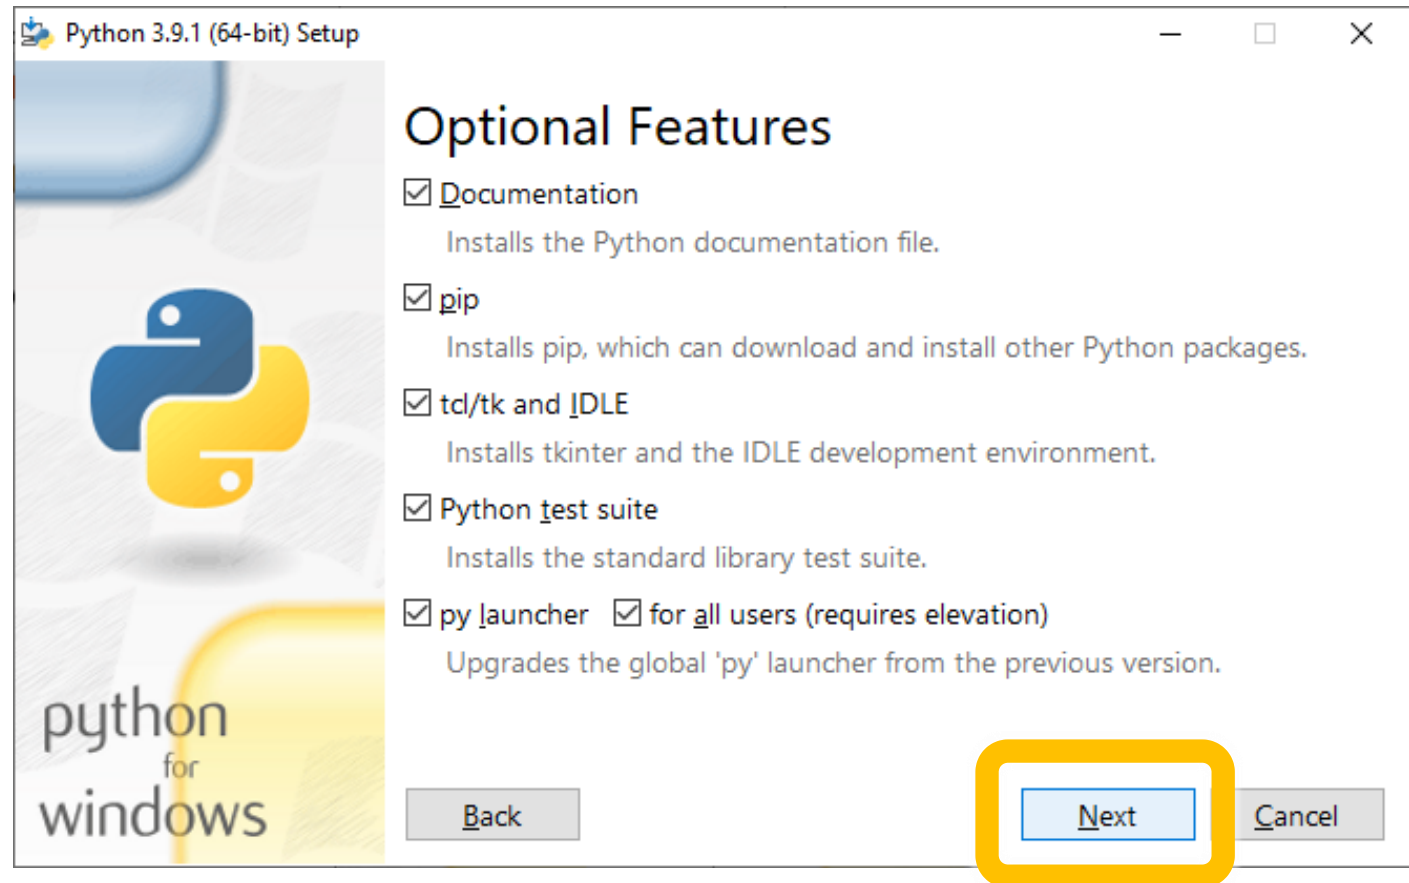 Python 3.9.1 (64-bit) Setup
Optional Features
Documentation
Installs the Python documentation file.
pip
Installs pip, which can download and install other Python packages.
tcl/tk and IDLE
Installs tkinter and the IDLE development environment.
Python test suite
Installs the standard library test suite.
py launcher for all users (requires elevation)
Upgrades the global 'py' launcher from the previous version.
python
for
windows
Back Next Cancel